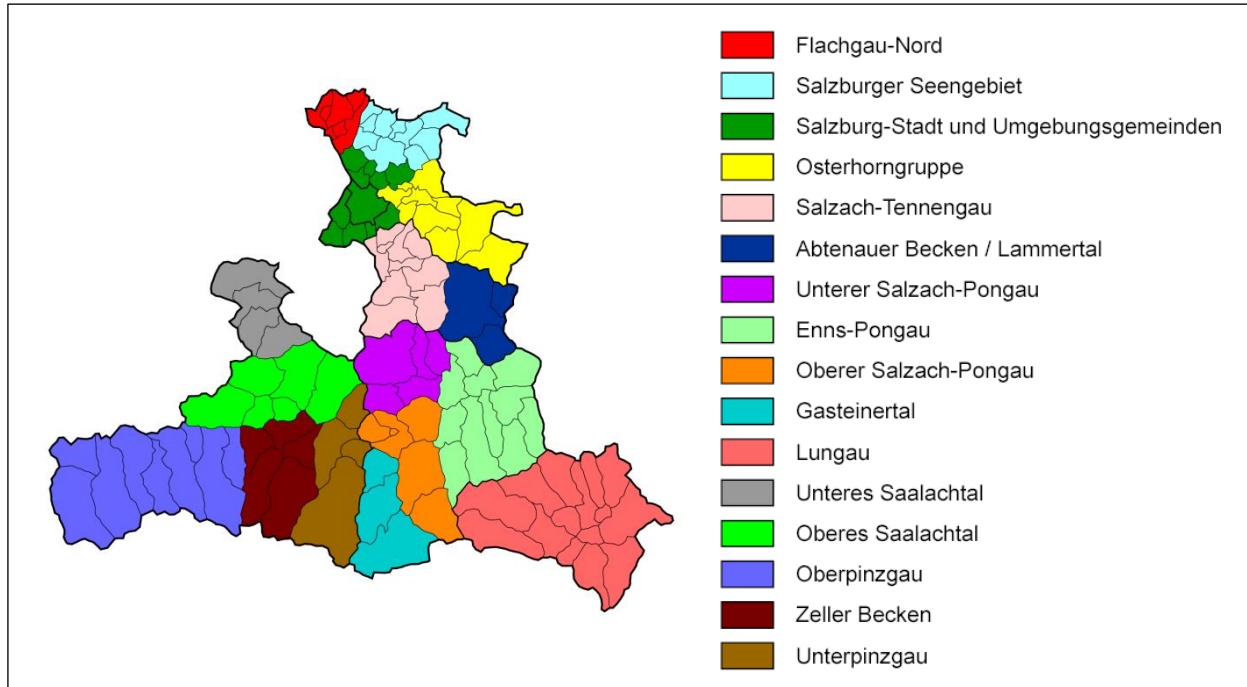 Flachgau-Nord
Salzburger Seengebiet
Salzburg-Stadt und Umgebungsgemeinden
Osterhorngruppe
Salzach-Tennengau
Abtenauer Becken / Lammertal
Unterer Salzach-Pongau
Enns-Pongau
Oberer Salzach-Pongau
Gasteinertal
Lungau
Unteres Saalachtal
Oberes Saalachtal
Oberpinzgau
Zeller Becken
Unterpinzgau